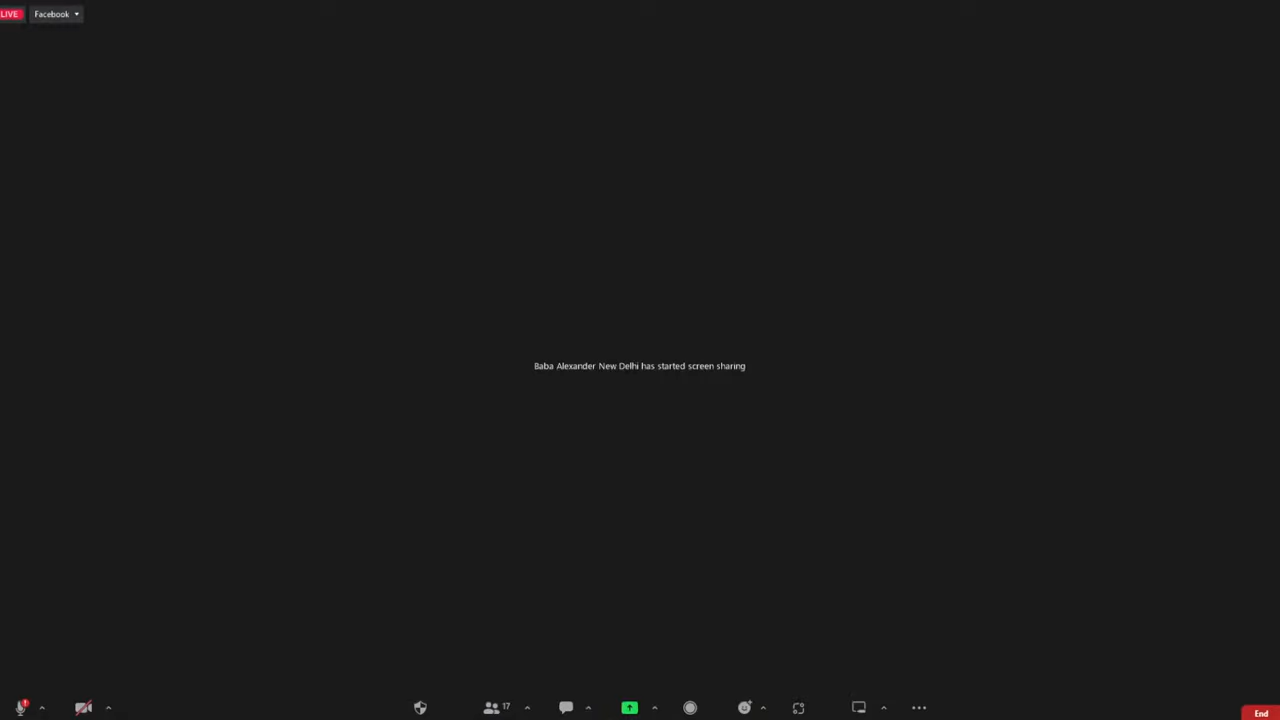 LIVE
Facebook
Baba Alexander New Delhi has started screen sharing
17
End